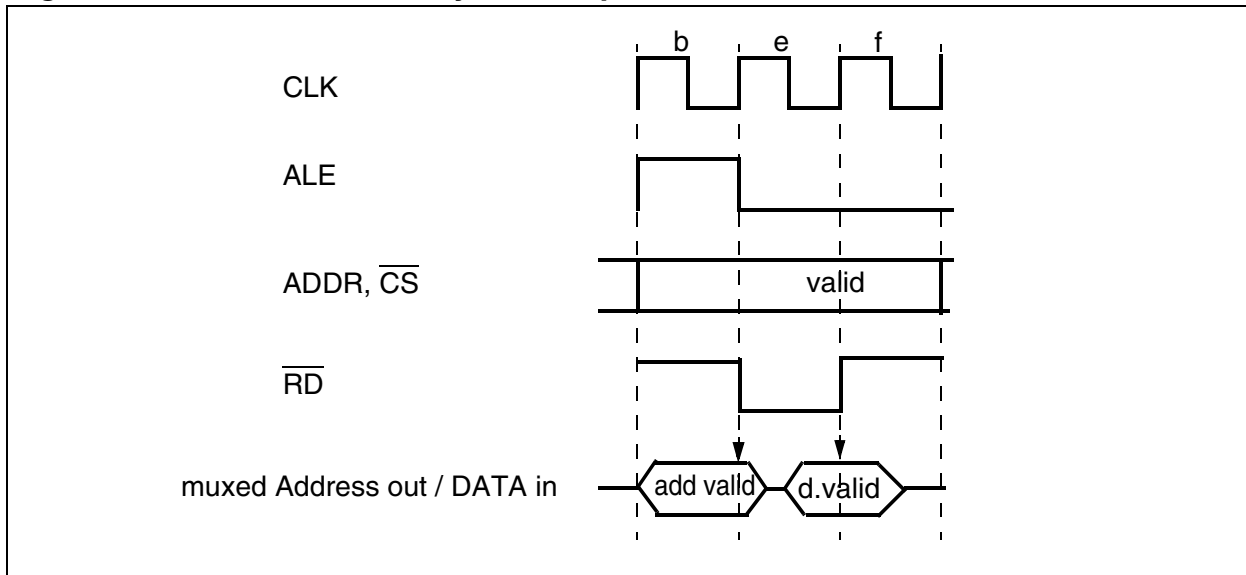 b e f
CLK
ALE
ADDR, CS
valid
RD
muxed Address out / DATA in
add valid
d.valid